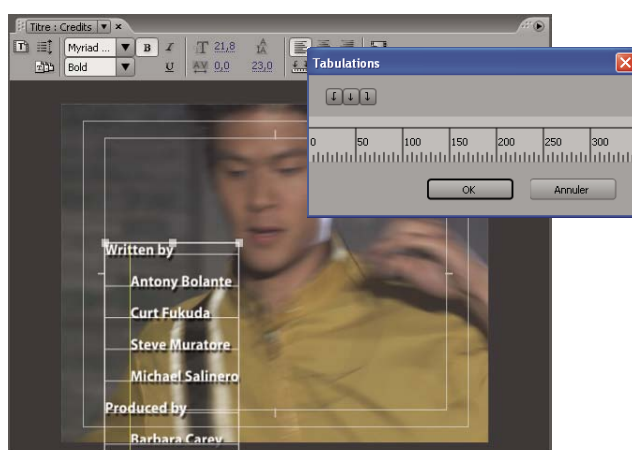 Titre : Credits
Myriad ... B I T 21,8
Bold U AV 0,0 23,0
Tabulations
0 50 100 150 200 250 300
OK Annuler
Written by
Antony Bolante
Curt Fukuda
Steve Muratore
Michael Salinero
Produced by
Barbara Carey